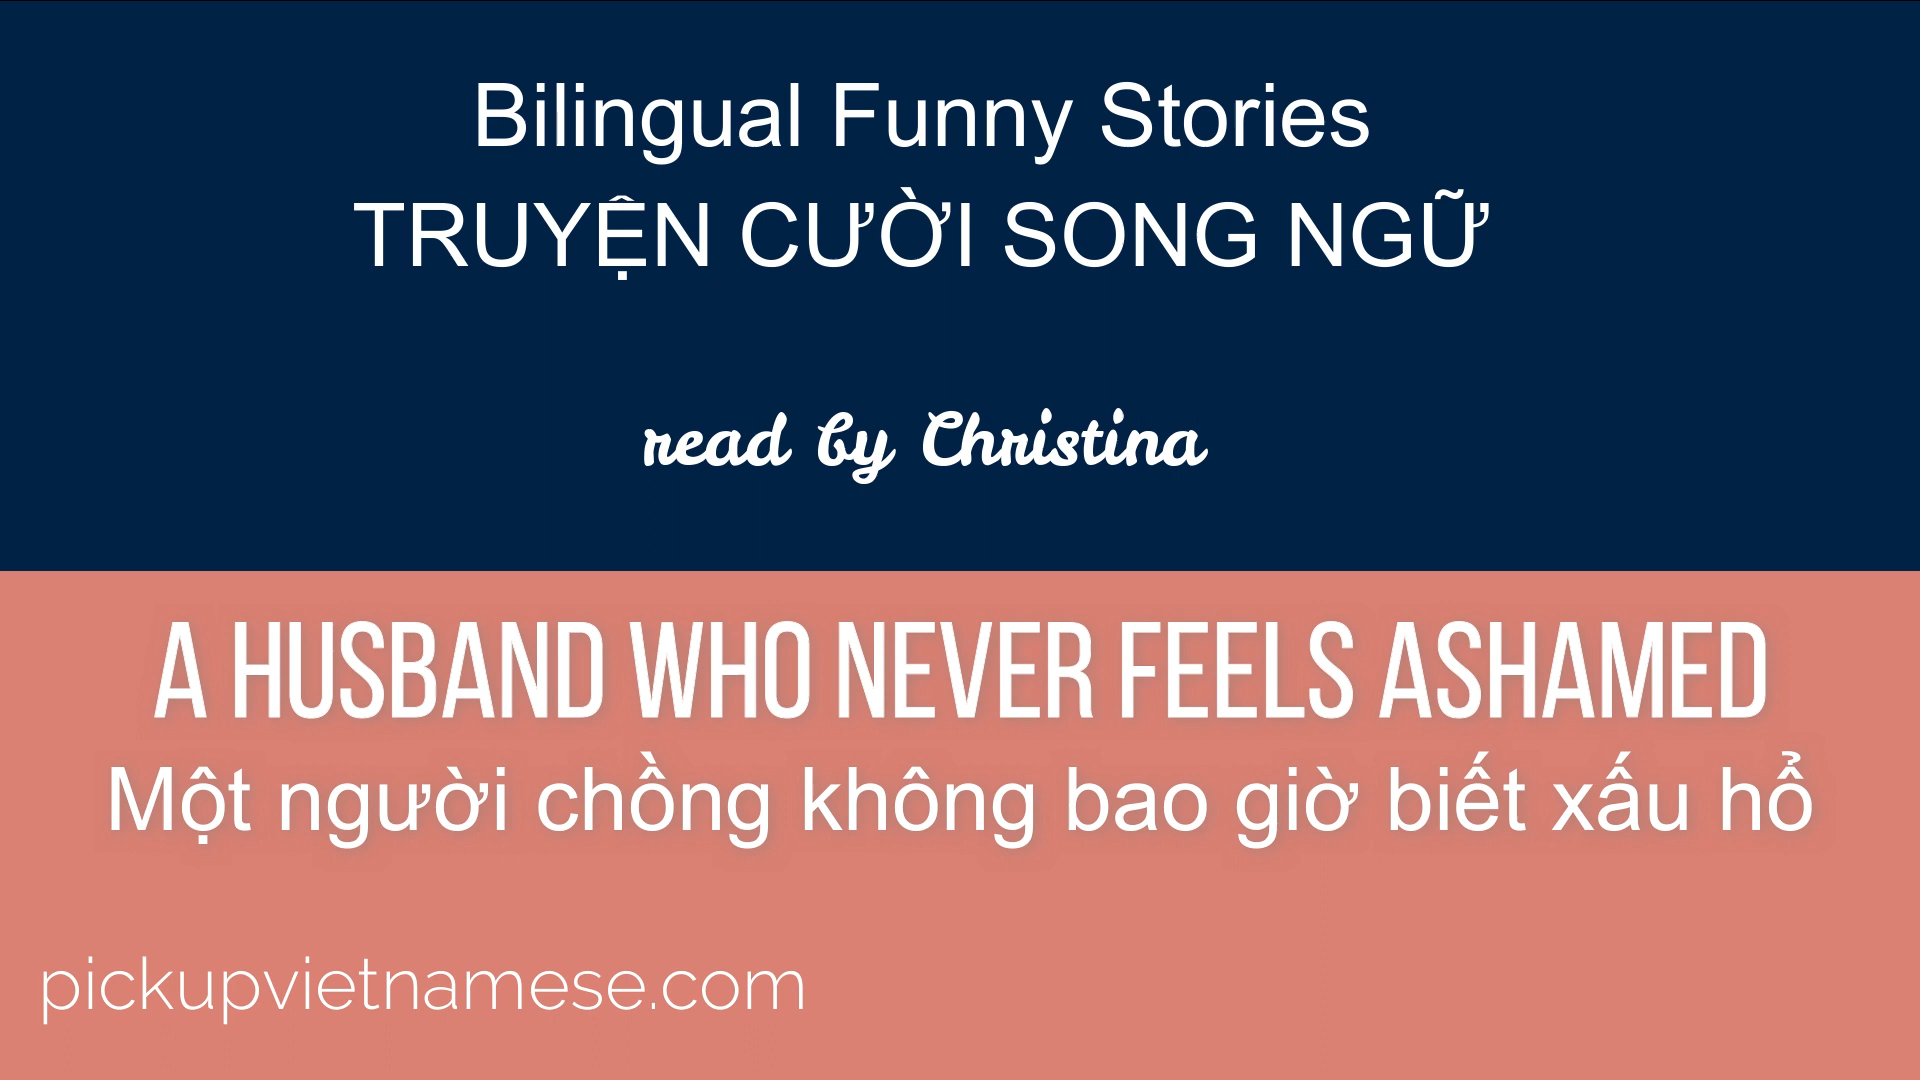 Bilingual Funny Stories
TRUYỆN CƯỜI SONG NGỮ
read by Christina
A HUSBAND WHO NEVER FEELS ASHAMED
Một người chồng không bao giờ biết xấu hổ
pickupvietnamese.com